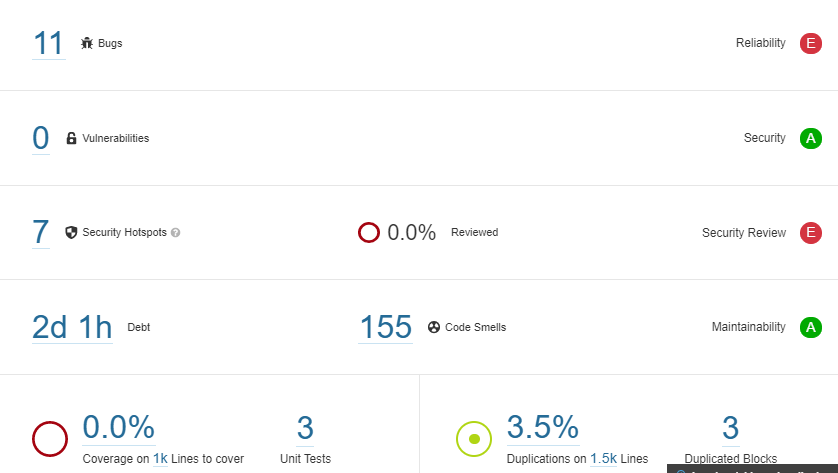 11 Bugs Reliability E
0 Vulnerabilities Security A
7 Security Hotspots ? 0.0% Reviewed Security Review E
2d 1h Debt 155 Code Smells Maintainability A
0.0% 3 3.5% 3
Coverage on 1k Lines to cover Unit Tests Duplications on 1.5k Lines Duplicated Blocks